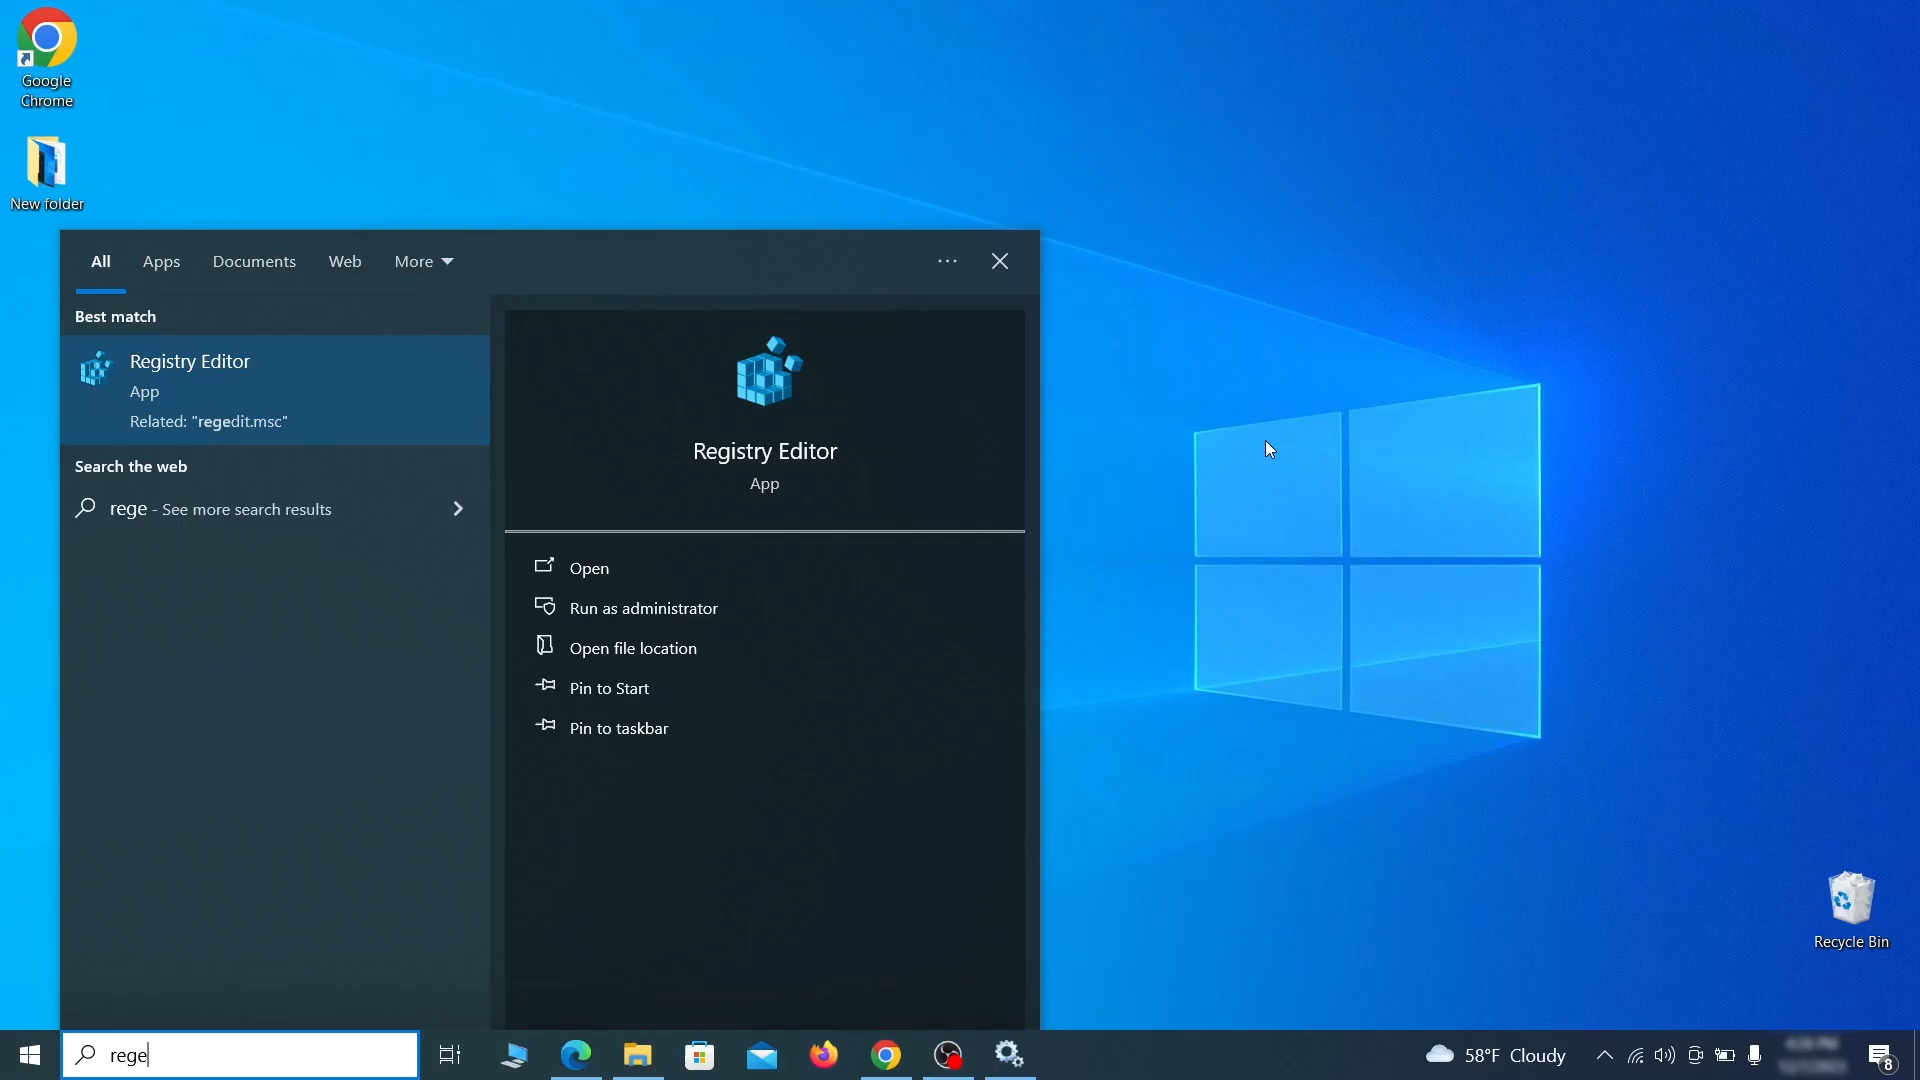 Google
Chrome
New folder
All Apps Documents Web More
Best match
Registry Editor
App
Related: "regedit.msc"
Search the web
rege - See more search results
Registry Editor
App
Open
Run as administrator
Open file location
Pin to Start
Pin to taskbar
Recycle Bin
rege
58°F Cloudy
8